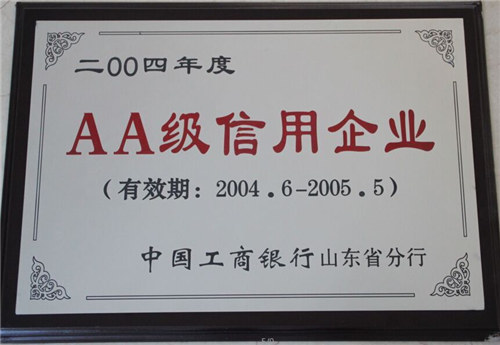 二00四年度
AA级信用企业
(有效期: 2004.6-2005.5)
中国工商银行山东省分行